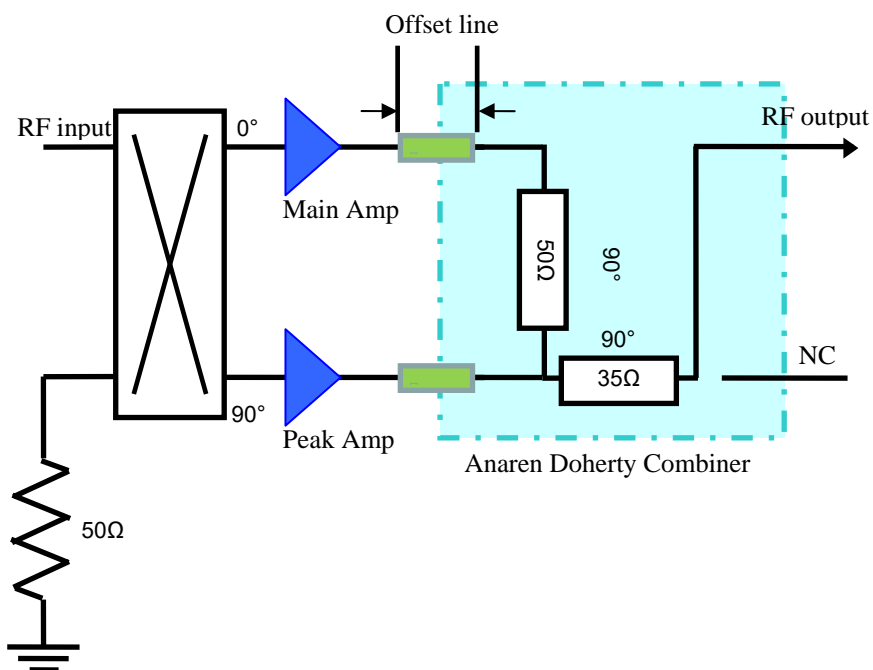 Offset line
RF input
0°
RF output
Main Amp
50Ω
90°
90°
35Ω
NC
90°
Peak Amp
Anaren Doherty Combiner
50Ω